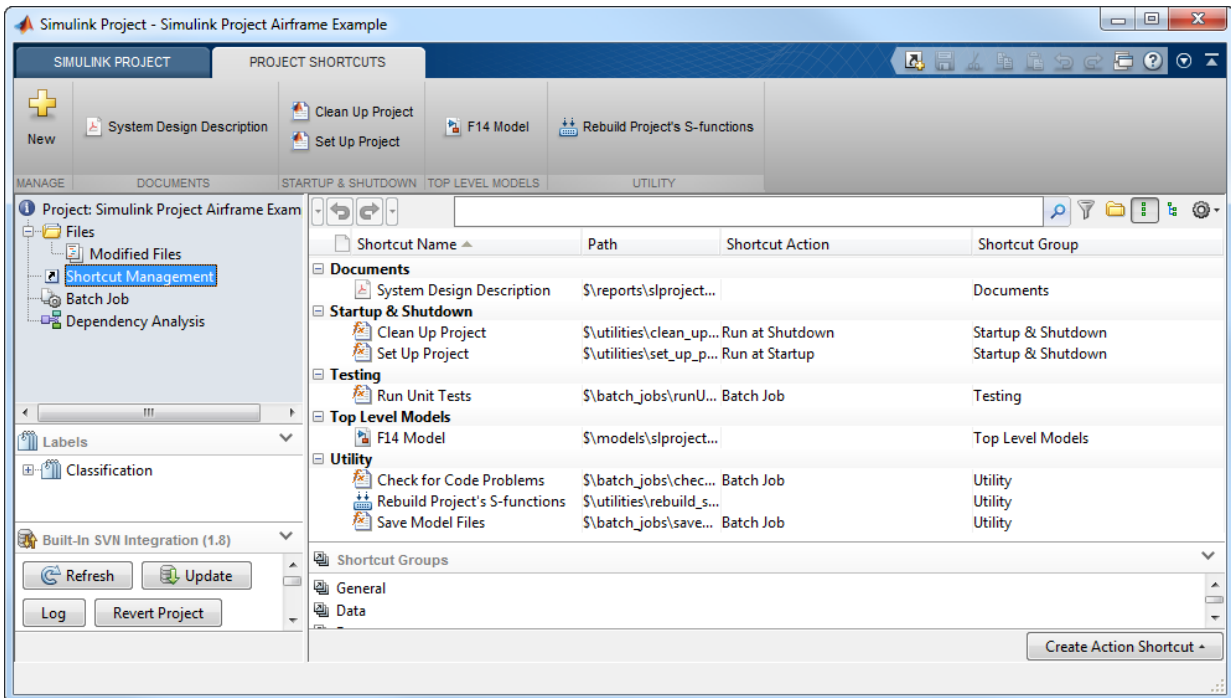 Simulink Project - Simulink Project Airframe Example
SIMULINK PROJECT
PROJECT SHORTCUTS
New
System Design Description
Clean Up Project
Set Up Project
F14 Model
Rebuild Project's S-functions
MANAGE
DOCUMENTS
STARTUP & SHUTDOWN
TOP LEVEL MODELS
UTILITY
Project: Simulink Project Airframe Exam
Files
Modified Files
Shortcut Management
Batch Job
Dependency Analysis
Labels
Classification
Built-In SVN Integration (1.8)
Refresh
Update
Log
Revert Project
Shortcut Name Path Shortcut Action Shortcut Group
Documents
System Design Description $\reports\slproject... Documents
Startup & Shutdown
Clean Up Project $\utilities\clean_up... Run at Shutdown Startup & Shutdown
Set Up Project $\utilities\set_up_p... Run at Startup Startup & Shutdown
Testing
Run Unit Tests $\batch_jobs\runU... Batch Job Testing
Top Level Models
F14 Model $\models\slproject... Top Level Models
Utility
Check for Code Problems $\batch_jobs\chec... Batch Job Utility
Rebuild Project's S-functions $\utilities\rebuild_s... Utility
Save Model Files $\batch_jobs\save... Batch Job Utility
Shortcut Groups
General
Data
Create Action Shortcut